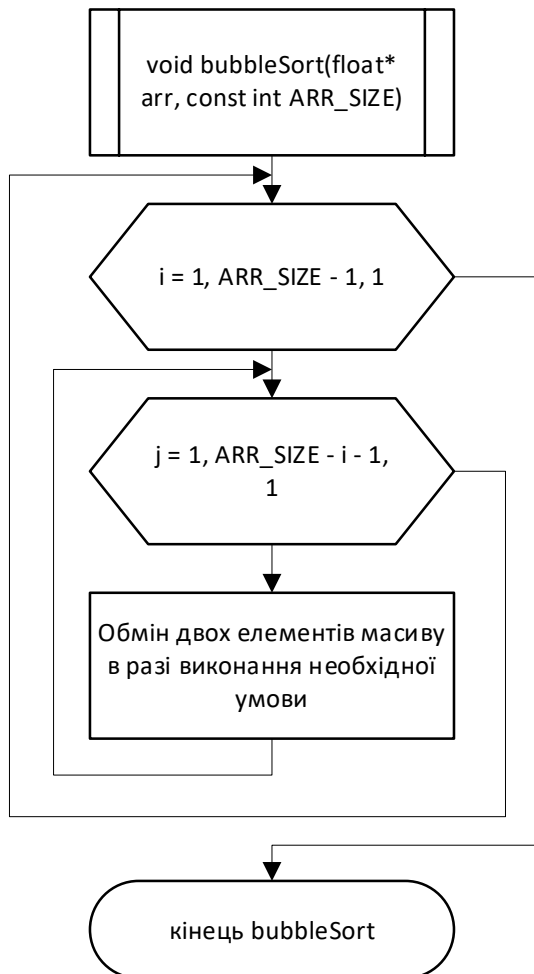 void bubbleSort(float*
arr, const int ARR_SIZE)
i = 1, ARR_SIZE - 1, 1
j = 1, ARR_SIZE - i - 1,
1
Обмін двох елементів масиву
в разі виконання необхідної
умови
кінець bubbleSort